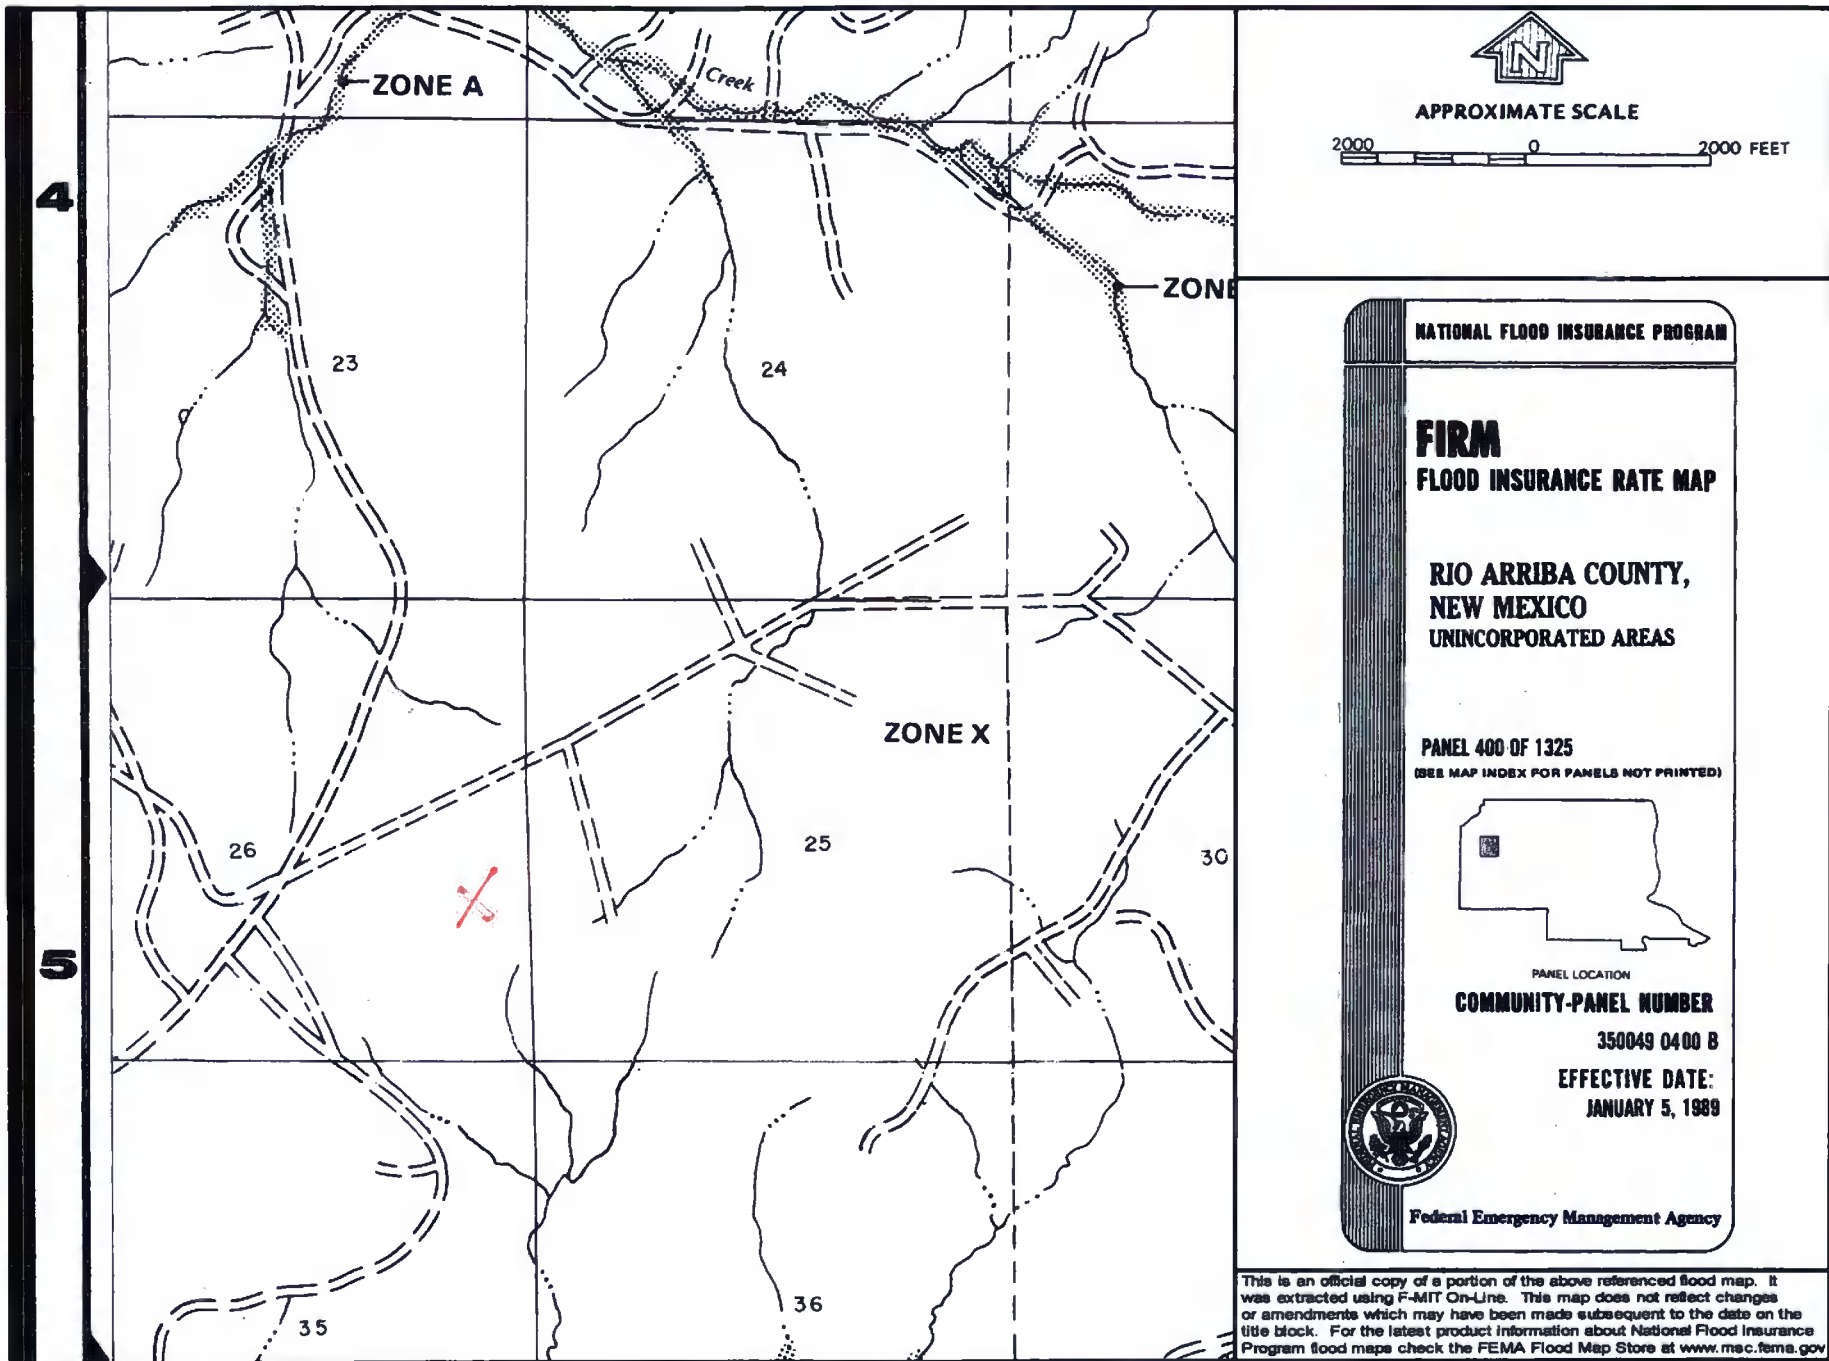 ZONE A
Creek
4
23
24
ZONE X
26
25
30
5
35
36
N
APPROXIMATE SCALE
2000 0 2000 FEET
NATIONAL FLOOD INSURANCE PROGRAM
FIRM
FLOOD INSURANCE RATE MAP
RIO ARRIBA COUNTY,
NEW MEXICO
UNINCORPORATED AREAS
PANEL 400 OF 1325
(SEE MAP INDEX FOR PANELS NOT PRINTED)
PANEL LOCATION
COMMUNITY-PANEL NUMBER
350049 0400 B
EFFECTIVE DATE:
JANUARY 5, 1989
Federal Emergency Management Agency
This is an official copy of a portion of the above referenced flood map. It
was extracted using F-MIT On-Line. This map does not reflect changes
or amendments which may have been made subsequent to the date on the
title block. For the latest product information about National Flood Insurance
Program flood maps check the FEMA Flood Map Store at www.msc.fema.gov